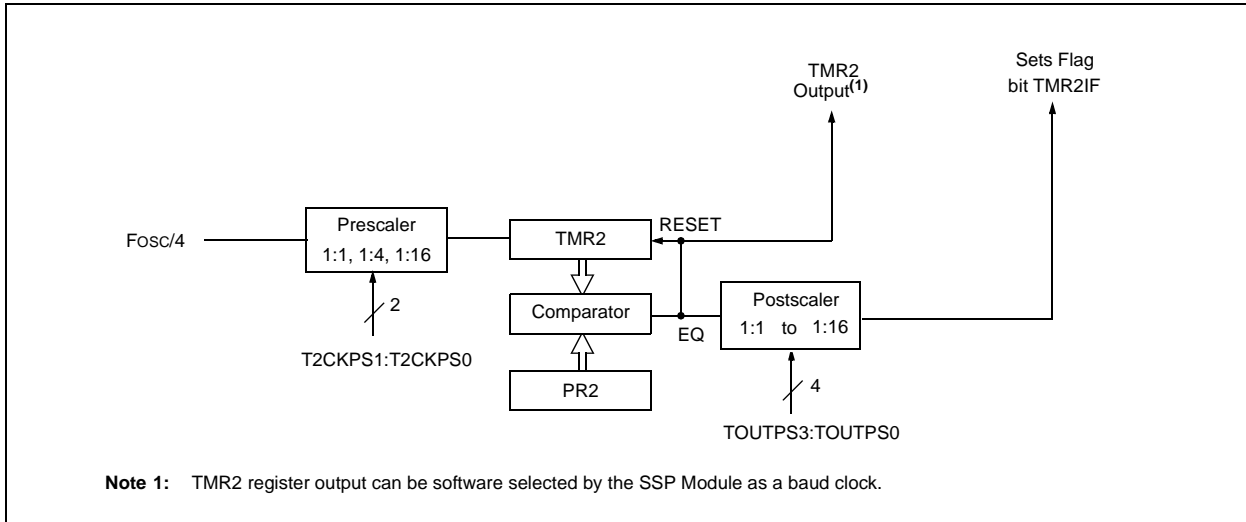 TMR2
Output(1)
Sets Flag
bit TMR2IF
Prescaler
1:1, 1:4, 1:16
FOSC/4
TMR2
RESET
2
Comparator
EQ
Postscaler
1:1 to 1:16
T2CKPS1:T2CKPS0
PR2
4
TOUTPS3:TOUTPS0
Note 1: TMR2 register output can be software selected by the SSP Module as a baud clock.